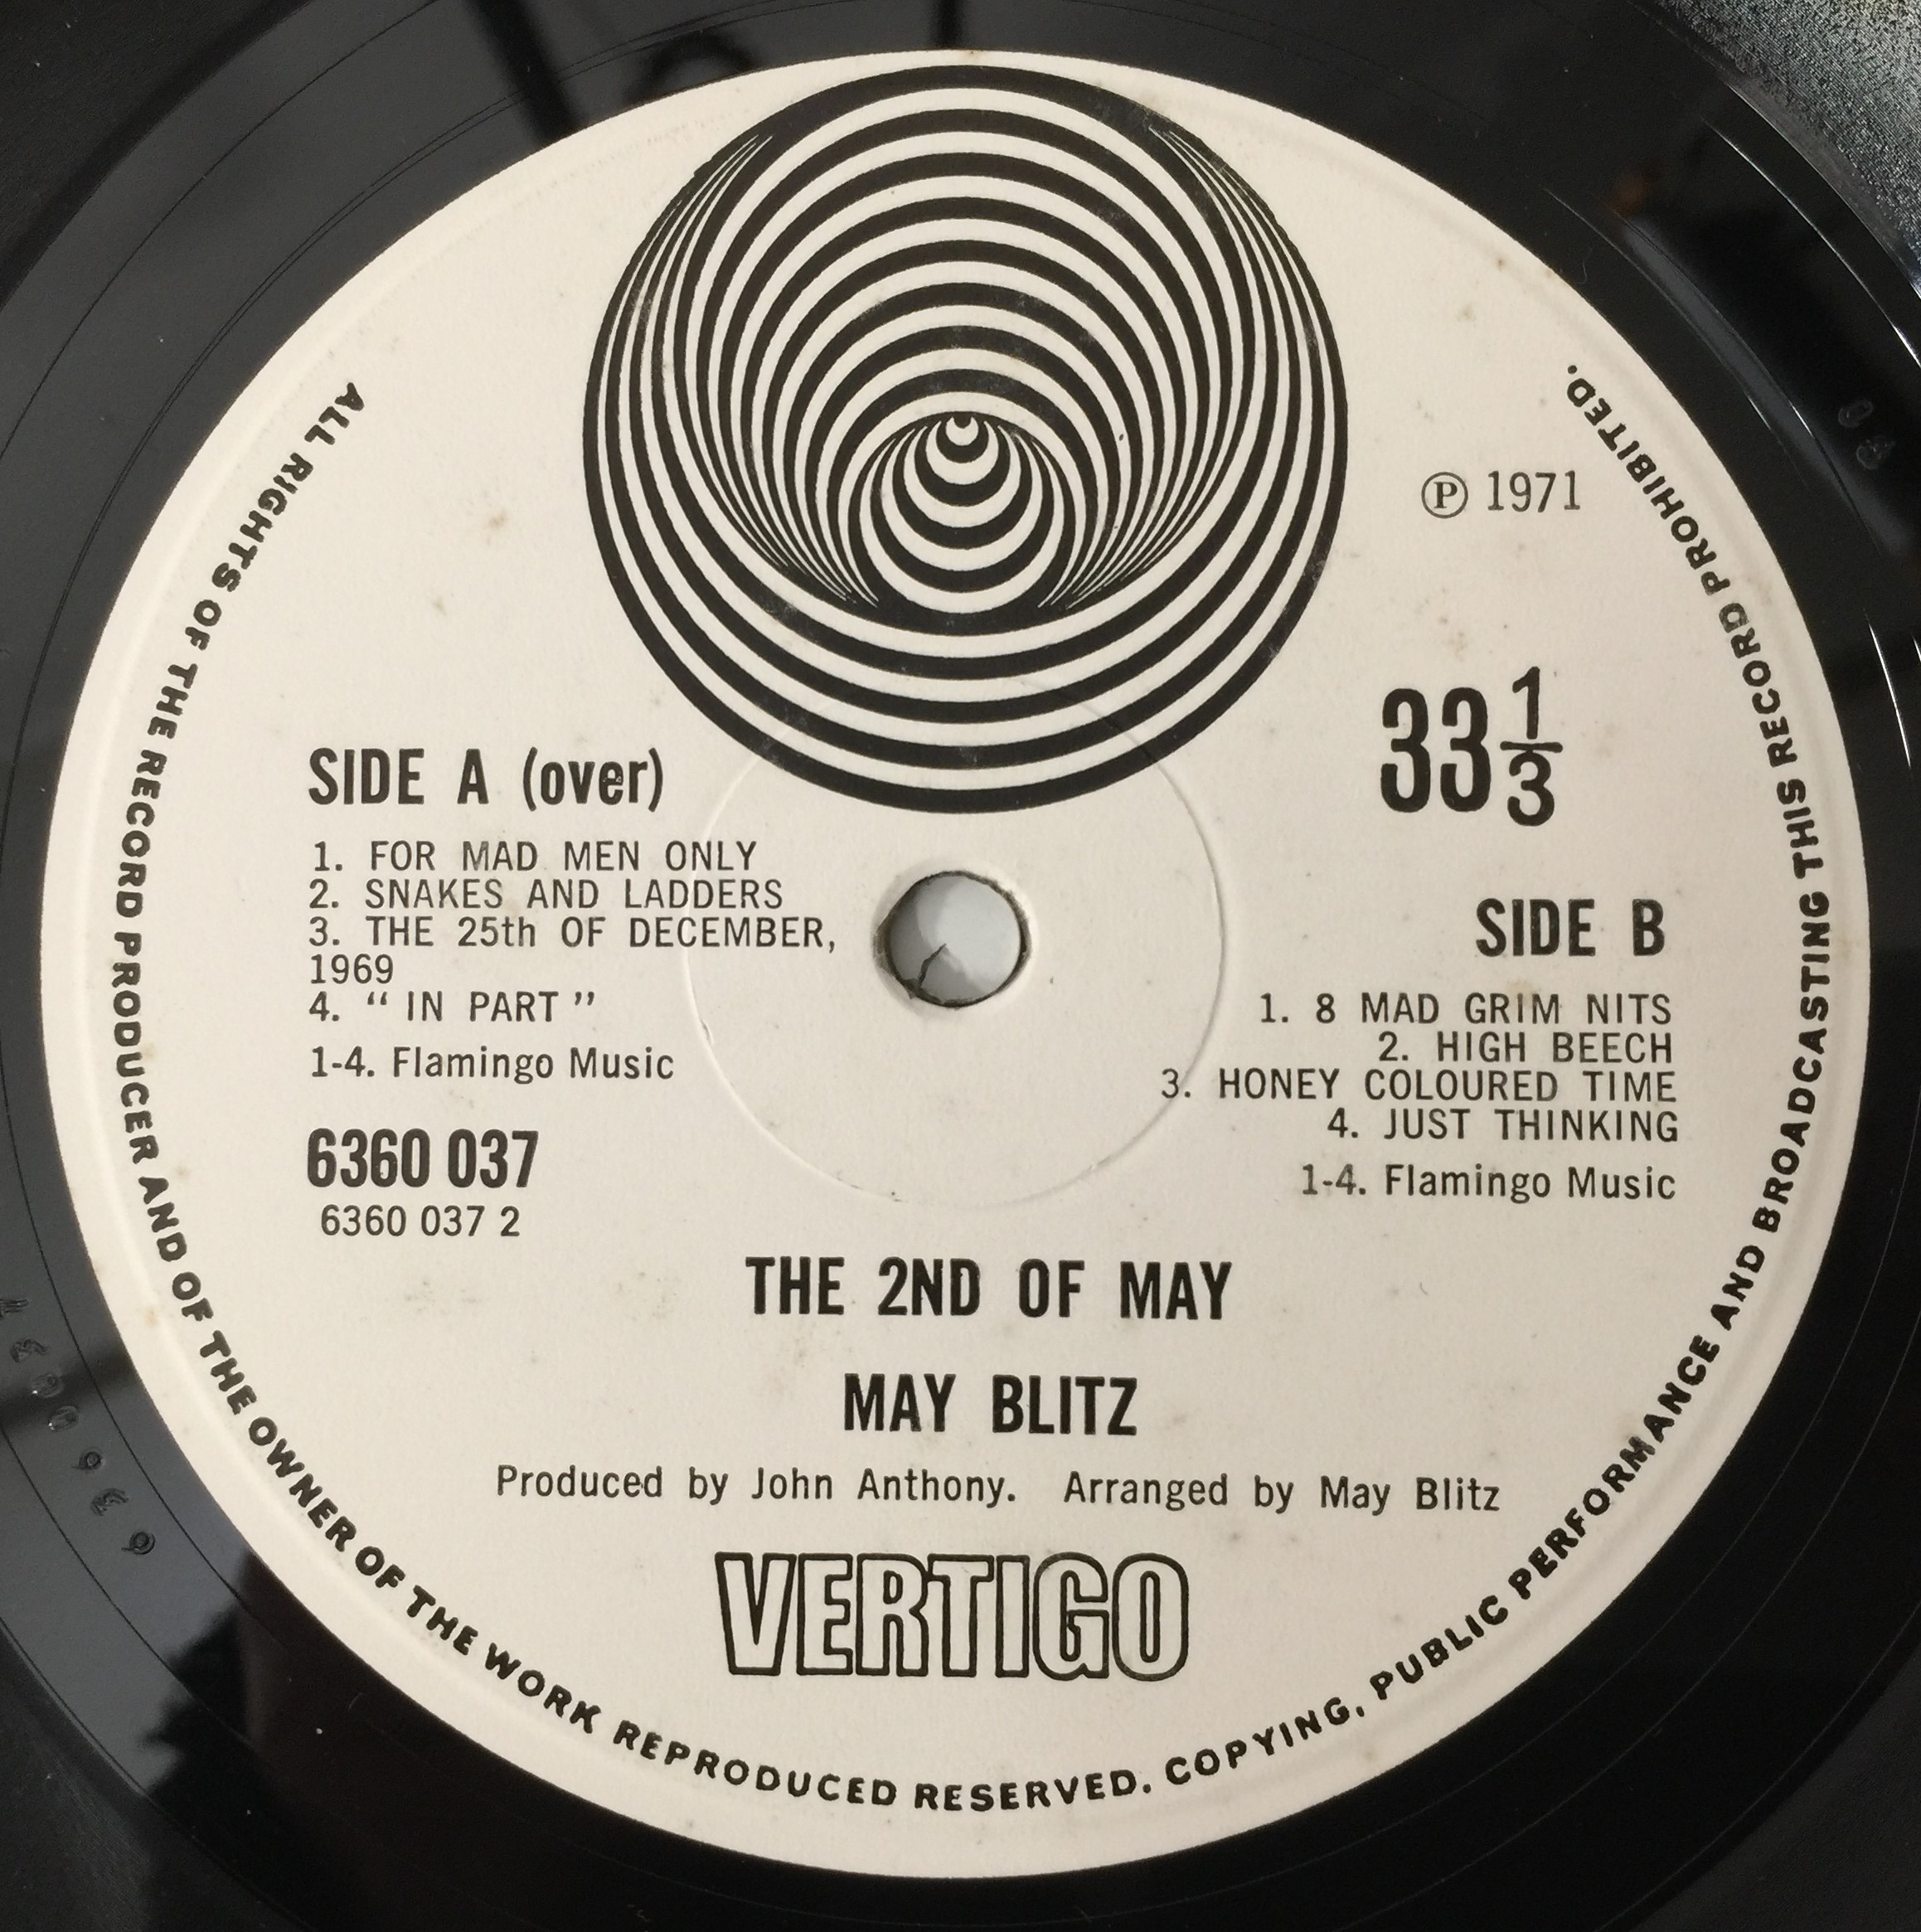 ALL RIGHTS OF THE RECORD PRODUCER AND OF THE OWNER OF THE WORK REPRODUCED RESERVED. COPYING, PUBLIC PERFORMANCE AND BROADCASTING THIS RECORD PROHIBITED.
℗ 1971
33 1/3
SIDE A (over)
1. FOR MAD MEN ONLY
2. SNAKES AND LADDERS
3. THE 25th OF DECEMBER,
1969
4. “ IN PART ”
1-4. Flamingo Music
6360 037
6360 037 2
SIDE B
1. 8 MAD GRIM NITS
2. HIGH BEECH
3. HONEY COLOURED TIME
4. JUST THINKING
1-4. Flamingo Music
THE 2ND OF MAY
MAY BLITZ
Produced by John Anthony. Arranged by May Blitz
VERTIGO